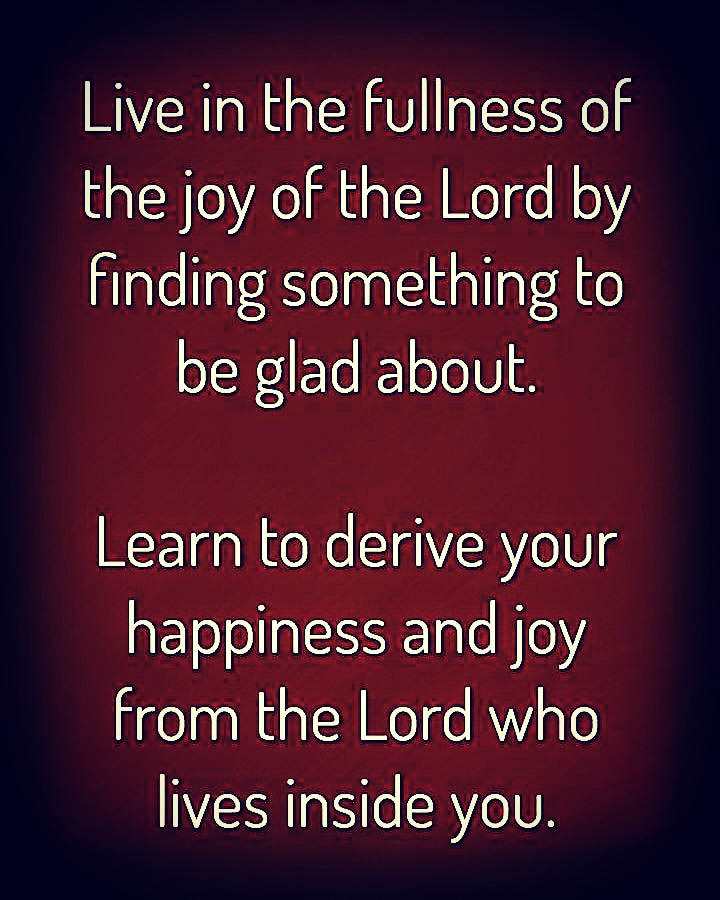 Live in the fullness of
the joy of the Lord by
finding something to
be glad about.
Learn to derive your
happiness and joy
from the Lord who
lives inside you.